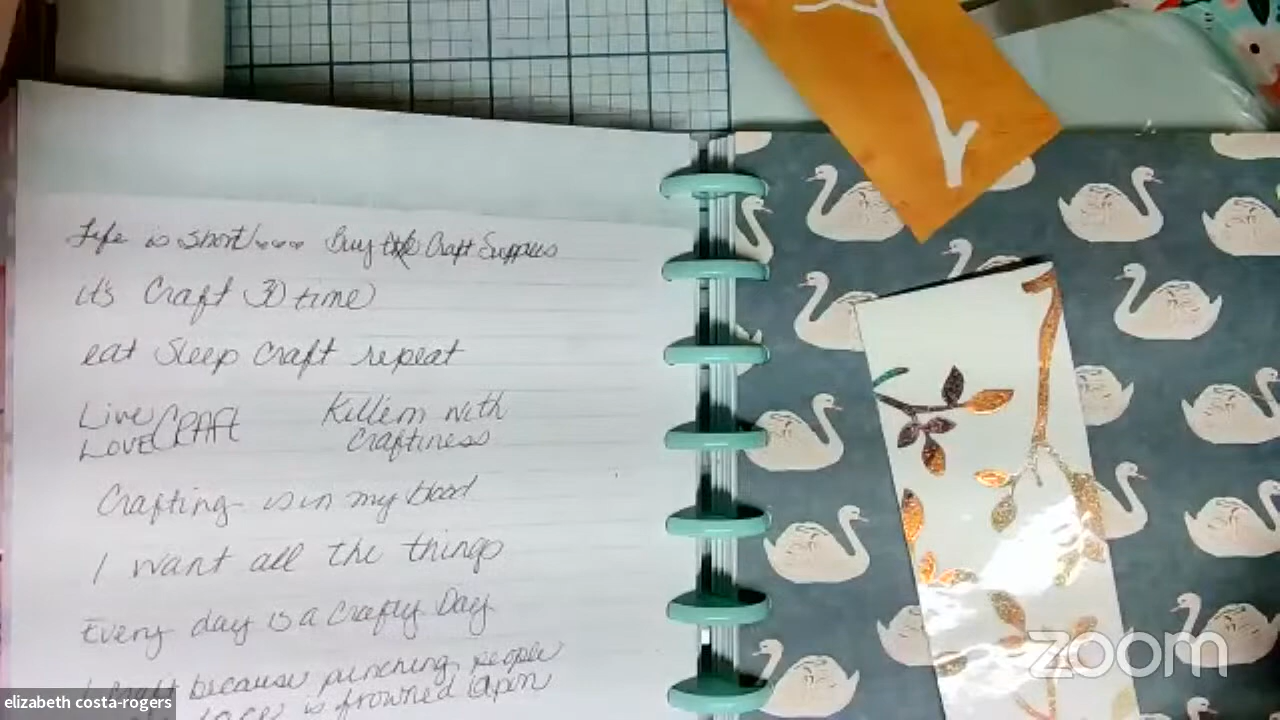 Life is short! Buy the Craft Supplies
it's Craft 30 time
eat Sleep Craft repeat
Live
Love CRAFT
Killem with
Craftiness
Crafting is in my blood
I want all the things
Every day is a Crafty Day
I Craft because punching people
is frowned Upon
zoom
elizabeth costa-rogers